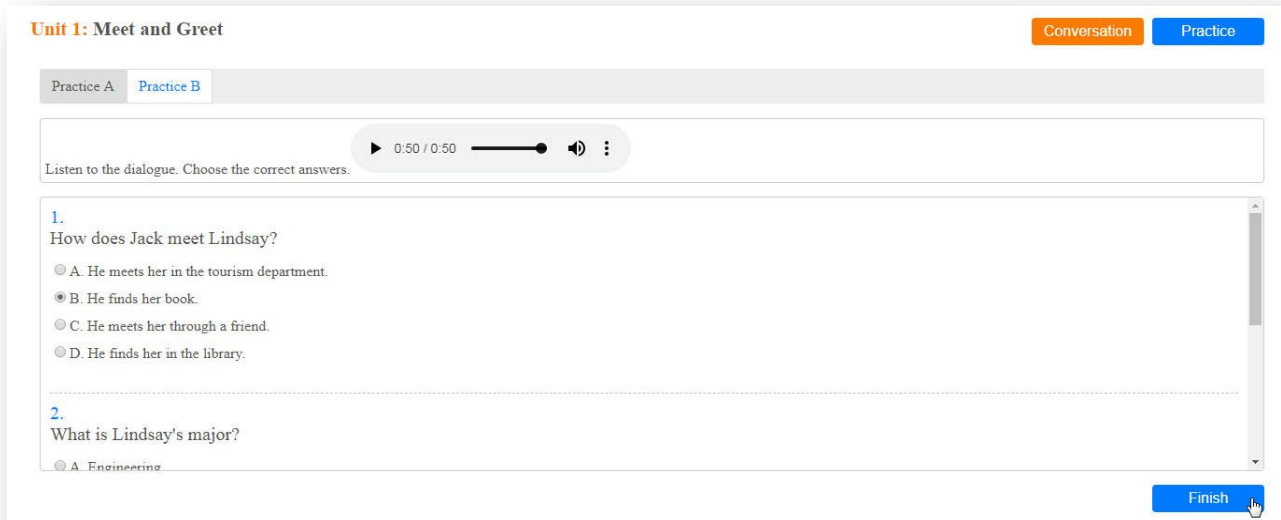 Unit 1: Meet and Greet
Conversation
Practice
Practice A
Practice B
Listen to the dialogue. Choose the correct answers.
0:50 / 0:50
1.
How does Jack meet Lindsay?
A. He meets her in the tourism department.
B. He finds her book.
C. He meets her through a friend.
D. He finds her in the library.
2.
What is Lindsay's major?
A. Engineering
Finish